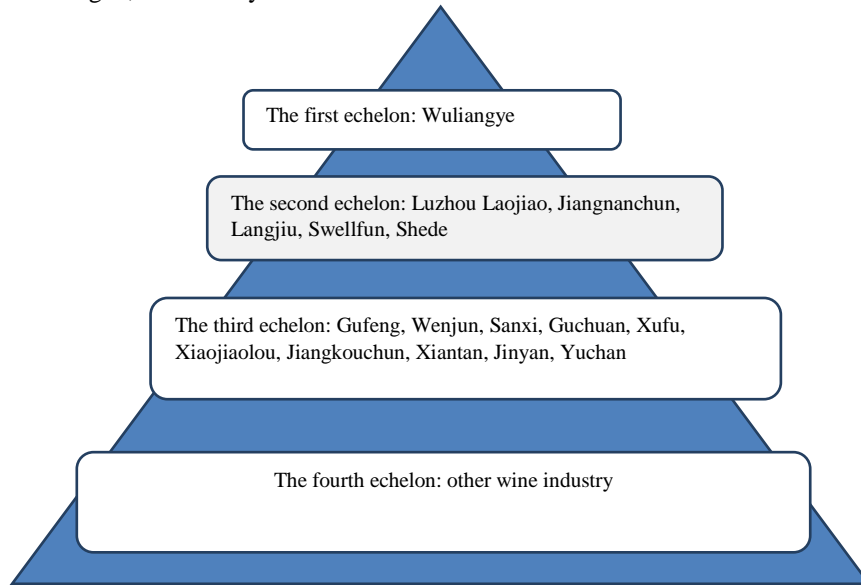 The first echelon: Wuliangye
The second echelon: Luzhou Laojiao, Jiangnanchun,
Langjiu, Swellfun, Shede
The third echelon: Gufeng, Wenjun, Sanxi, Guchuan, Xufu,
Xiaojiaolou, Jiangkouchun, Xiantan, Jinyan, Yuchan
The fourth echelon: other wine industry